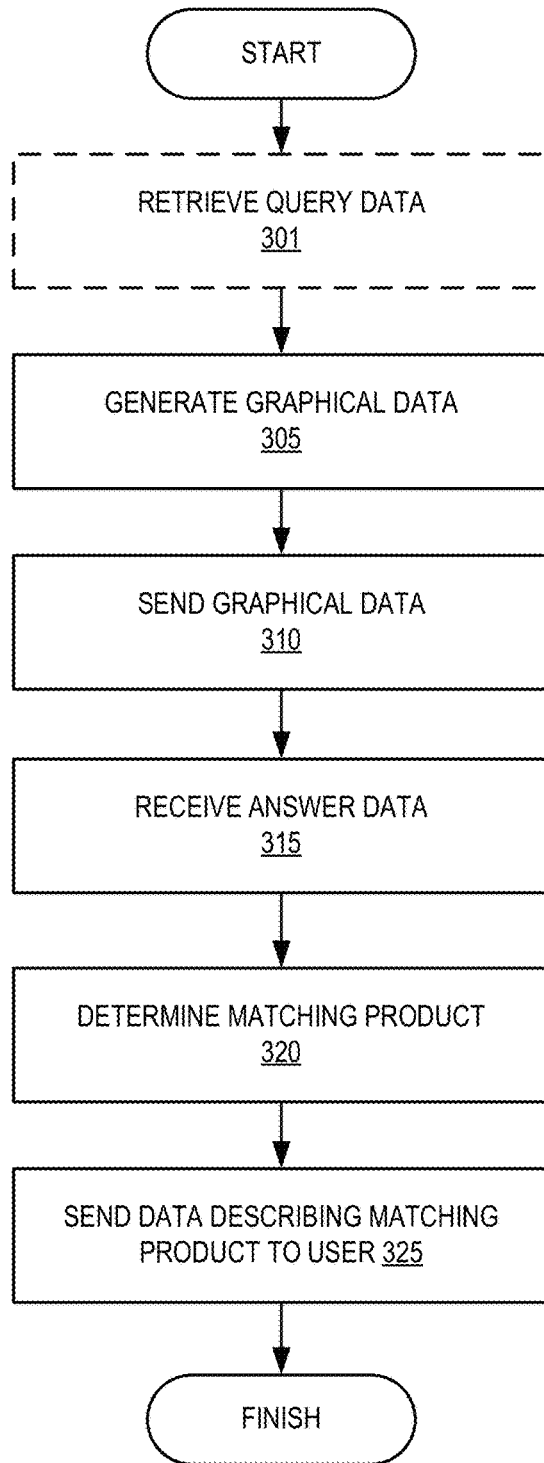 START
RETRIEVE QUERY DATA
301
GENERATE GRAPHICAL DATA
305
SEND GRAPHICAL DATA
310
RECEIVE ANSWER DATA
315
DETERMINE MATCHING PRODUCT
320
SEND DATA DESCRIBING MATCHING
PRODUCT TO USER 325
FINISH